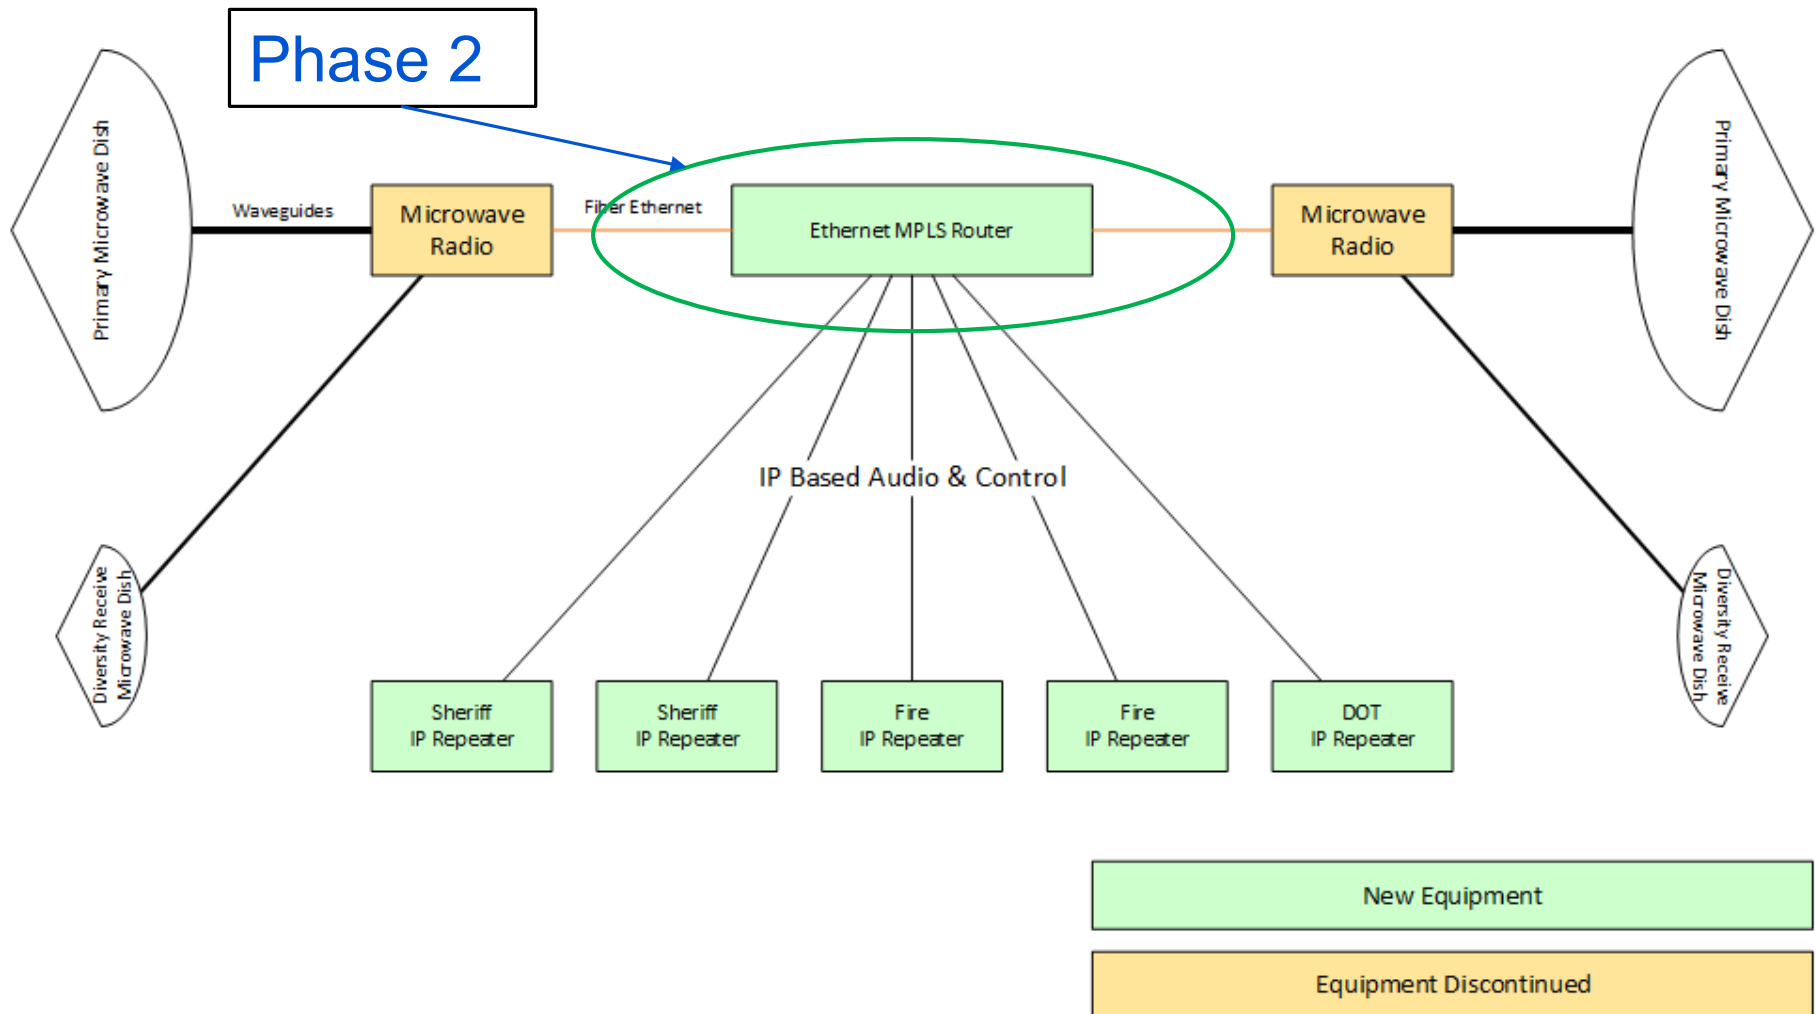 Phase 2
Primary Microwave Dish
Waveguides
Microwave
Radio
Fiber Ethernet
Ethernet MPLS Router
Microwave
Radio
Primary Microwave Dish
IP Based Audio & Control
Diversity Receive
Microwave Dish
Diversity Receive
Microwave Dish
Sheriff
IP Repeater
Sheriff
IP Repeater
Fire
IP Repeater
Fire
IP Repeater
DOT
IP Repeater
New Equipment
Equipment Discontinued